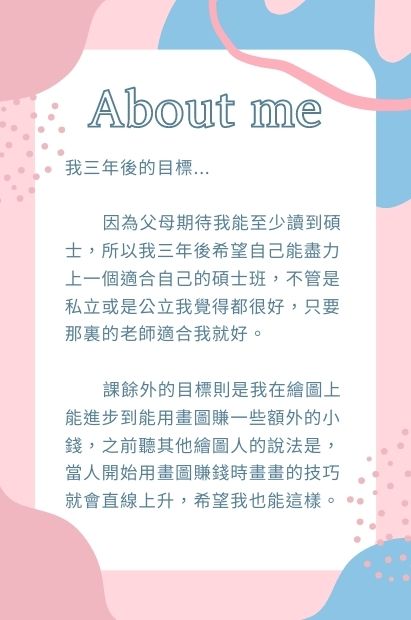 About me
我三年後的目標...
因為父母期待我能至少讀到碩
士，所以我三年後希望自己能盡力
上一個適合自己的碩士班，不管是
私立或是公立我覺得都很好，只要
那裏的老師適合我就好。
課餘外的目標則是我在繪圖上
能進步到能用畫圖賺一些額外的小
錢，之前聽其他繪圖人的說法是，
當人開始用畫圖賺錢時畫畫的技巧
就會直線上升，希望我也能這樣。